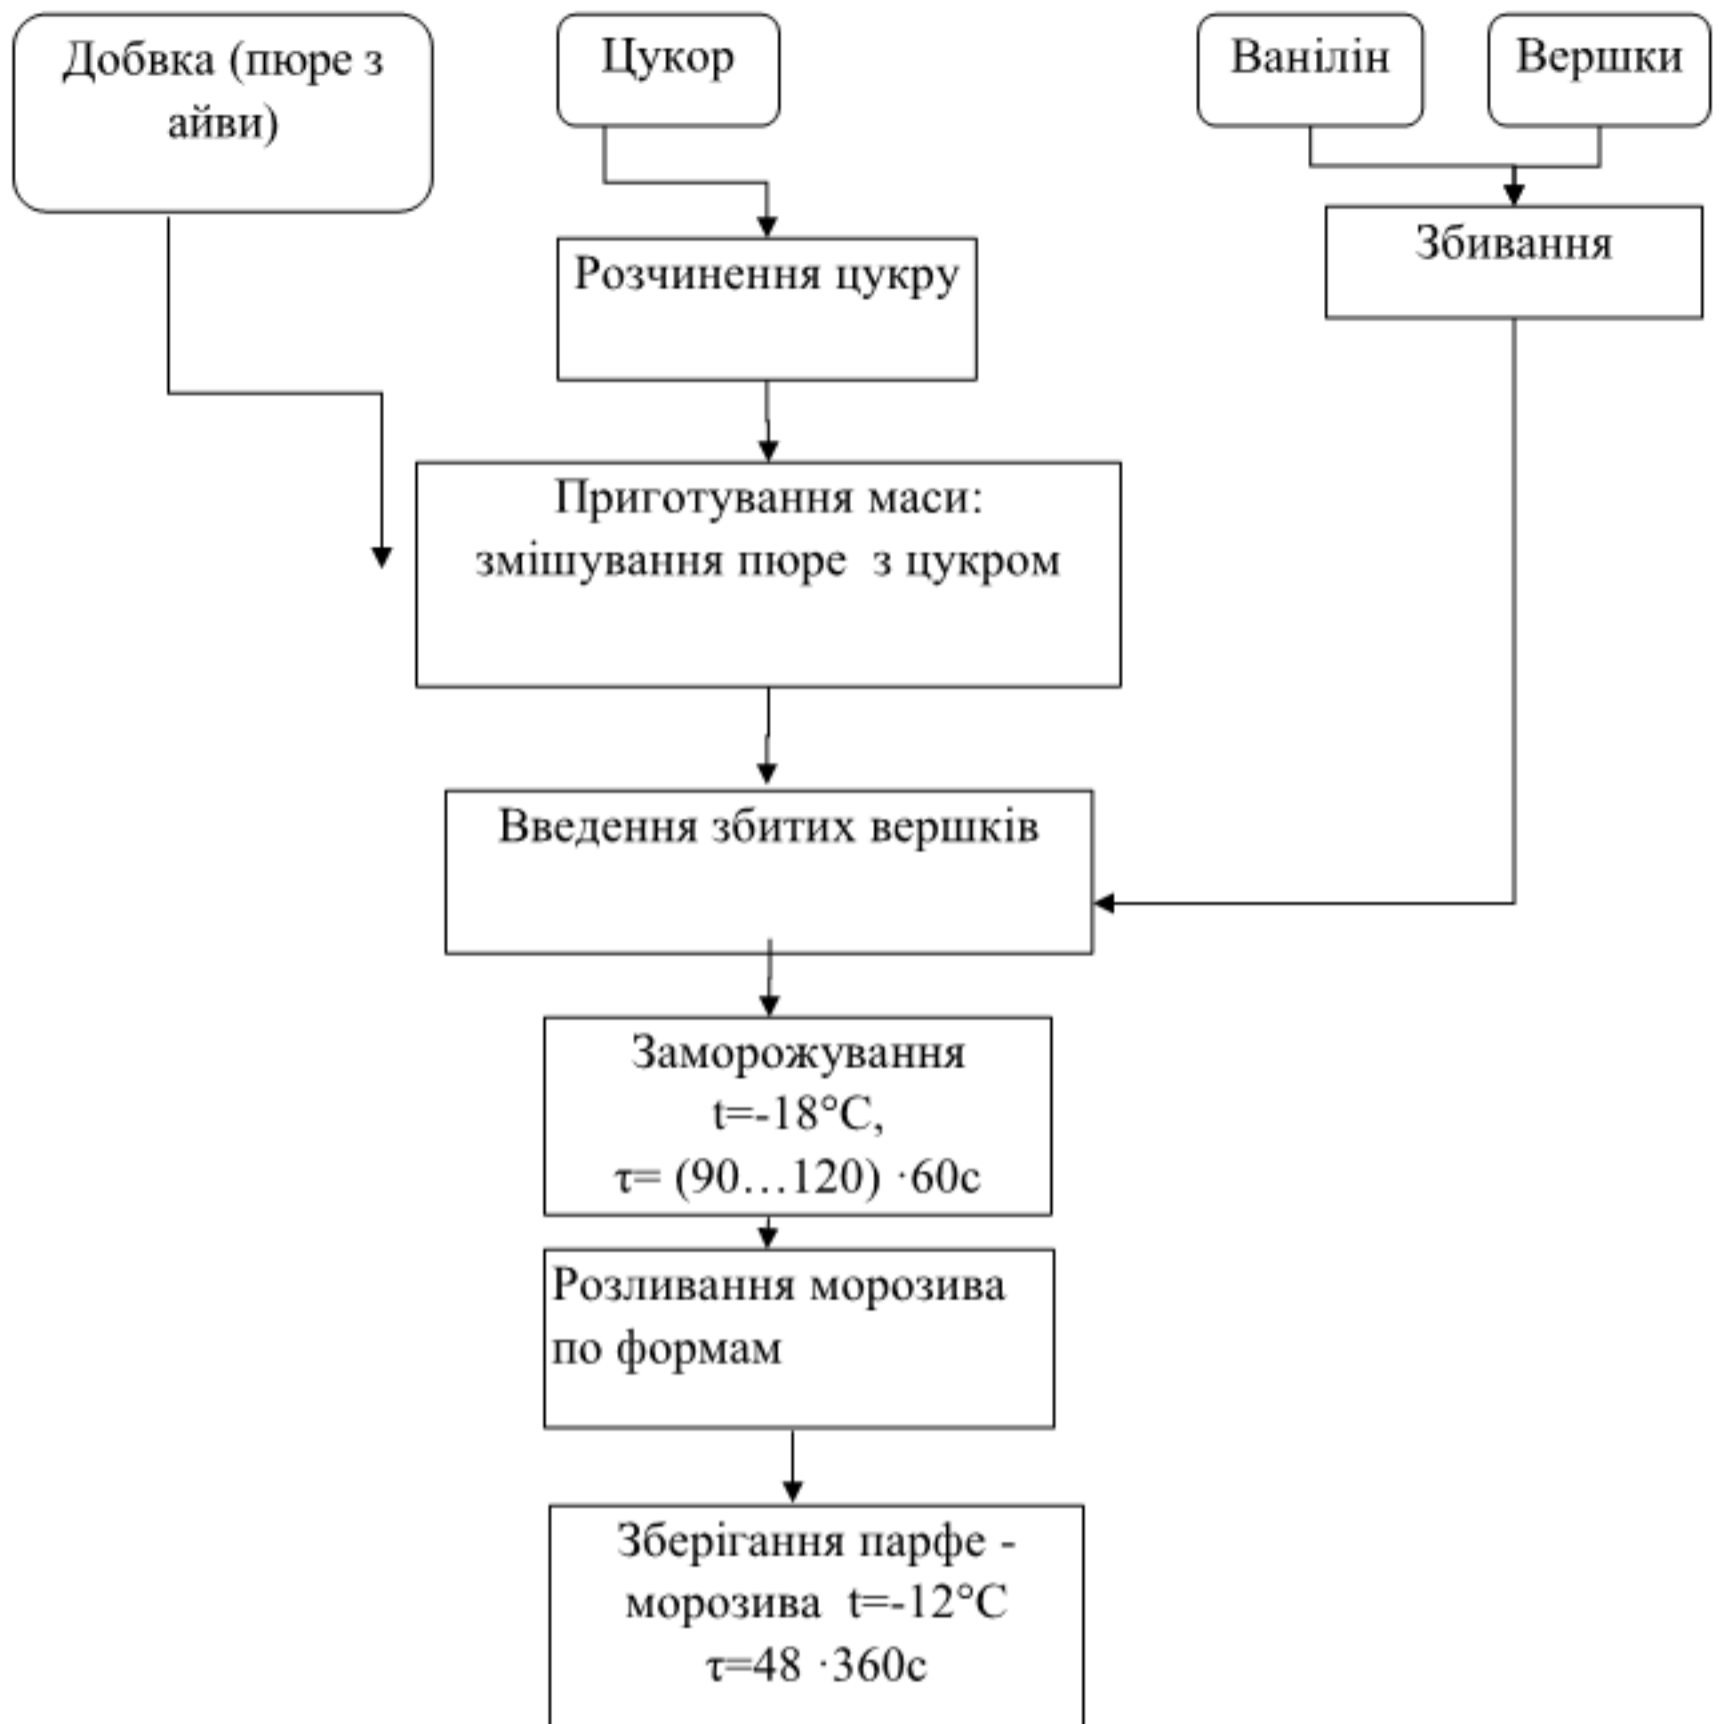 Добвка (пюре з
айви)
Цукор
Ванілін
Вершки
Розчинення цукру
Збивання
Приготування маси:
змішування пюре  з цукром
Введення збитих вершків
Заморожування
t=-18°C,
τ= (90…120) ·60с
Розливання морозива
по формам
Зберігання парфе -
морозива  t=-12°C
τ=48 ·360с